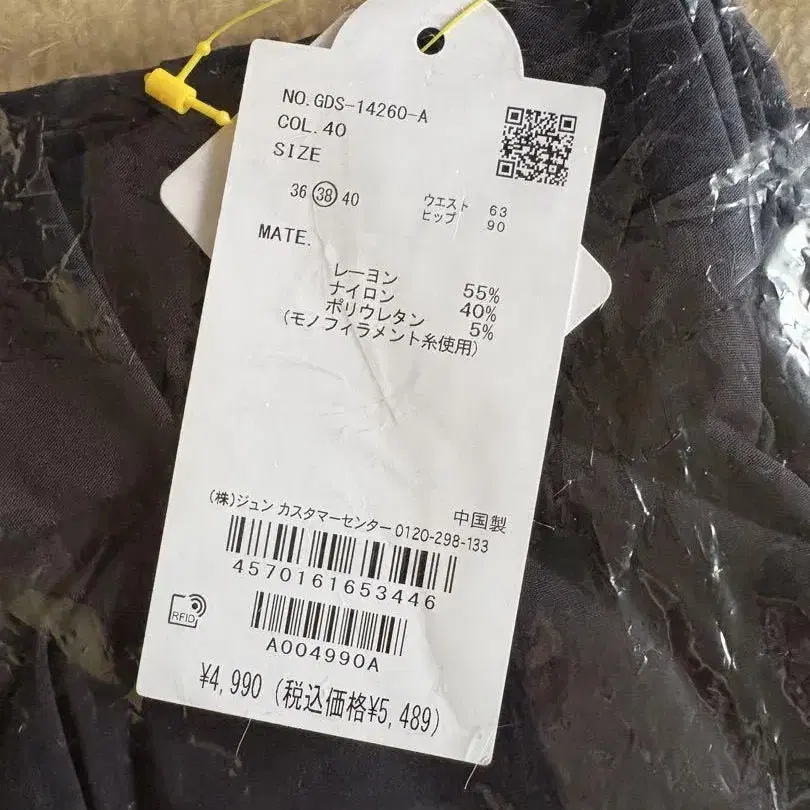 NO.GDS-14260-A
COL.40
SIZE
36 38 40
ウエスト 63
ヒップ 90
MATE.
レーヨン 55%
ナイロン 40%
ポリウレタン 5%
(モノフィラメント糸使用)
中国製
(株)ジュン カスタマーセンター 0120-298-133
4570161653446
RFID
A004990A
¥4,990 (税込価格¥5,489)